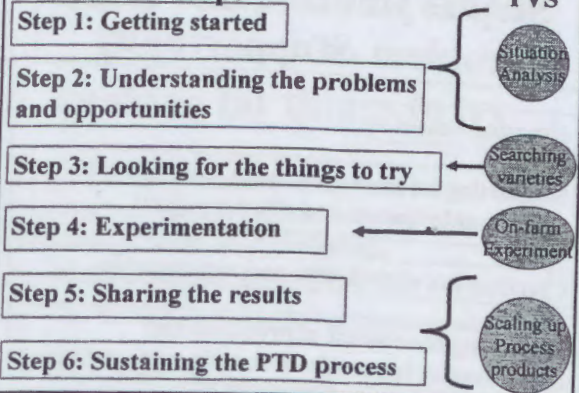 PVS
Step 1: Getting started
Situation
Analysis
Step 2: Understanding the problems
and opportunities
Step 3: Looking for the things to try
Searching
varieties
Step 4: Experimentation
On-farm
Experiment
Step 5: Sharing the results
Scaling up
Process
products
Step 6: Sustaining the PTD process